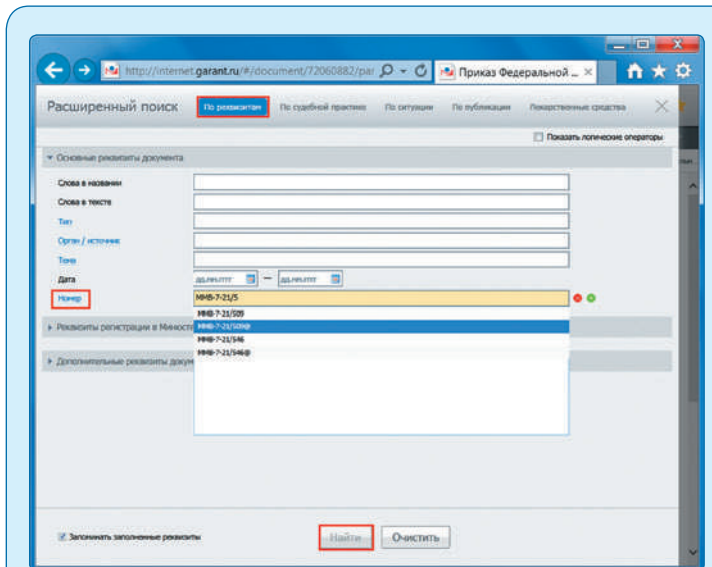 http://internet.garant.ru/#/document/72060882/par
Приказ Федеральной ...
Расширенный поиск По реквизитам По судебной практике По ситуации По публикации Лекарственные средства
Показать логические операторы
Основные реквизиты документа
Слова в названии
Слова в тексте
Тип
Орган / источник
Тема
Дата дд.мм.гггг — дд.мм.гггг
Номер ММВ-7-21/5
ММВ-7-21/509
Реквизиты регистрации в Минюсте ММВ-7-21/509@
ММВ-7-21/546
Дополнительные реквизиты докум ММВ-7-21/546@
Запоминать заполненные реквизиты Найти Очистить